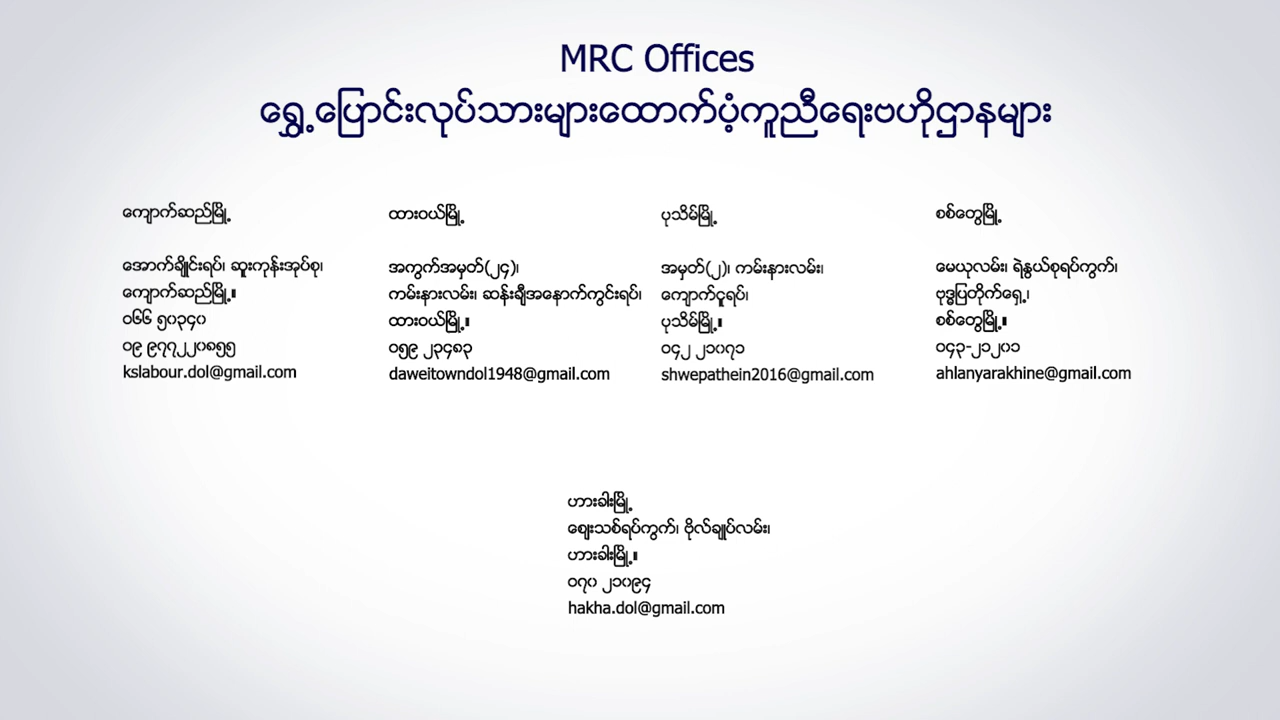 MRC Offices
ရွှေ့ပြောင်းလုပ်သားများထောက်ပံ့ကူညီရေးဗဟိုဌာနများ
ကျောက်ဆည်မြို့
အောက်ချိုင်းရပ်၊ ဆူးကုန်းအုပ်စု၊
ကျောက်ဆည်မြို့။
၀၆၆ ၅၀၃၄၀
၀၉ ၉၇၇၂၂၀၈၅၅
kslabour.dol@gmail.com
ထားဝယ်မြို့
အကွက်အမှတ်(၂၄)၊
ကမ်းနားလမ်း၊ ဆန်းချီအနောက်ကွင်းရပ်၊
ထားဝယ်မြို့။
၀၅၉ ၂၃၄၈၃
daweitowndol1948@gmail.com
ပုသိမ်မြို့
အမှတ်(၂)၊ ကမ်းနားလမ်း၊
ကျောက်ငူရပ်၊
ပုသိမ်မြို့။
၀၄၂ ၂၁၀၇၁
shwepathein2016@gmail.com
စစ်တွေမြို့
မေယုလမ်း၊ ရဲနွယ်စုရပ်ကွက်၊
ဗုဒ္ဓပြတိုက်ရှေ့၊
စစ်တွေမြို့။
၀၄၃-၂၁၂၀၁
ahlanyarakhine@gmail.com
ဟားခါးမြို့
ဈေးသစ်ရပ်ကွက်၊ ဗိုလ်ချုပ်လမ်း၊
ဟားခါးမြို့။
၀၇၀ ၂၁၀၉၄
hakha.dol@gmail.com